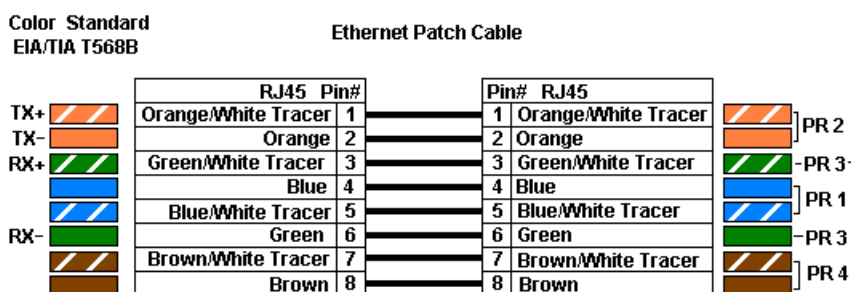 Color Standard
EIA/TIA T568B
Ethernet Patch Cable
RJ45 Pin# Pin# RJ45
TX+ Orange/White Tracer 1 1 Orange/White Tracer
TX- Orange 2 2 Orange PR 2
RX+ Green/White Tracer 3 3 Green/White Tracer PR 3
Blue 4 4 Blue
Blue/White Tracer 5 5 Blue/White Tracer PR 1
RX- Green 6 6 Green PR 3
Brown/White Tracer 7 7 Brown/White Tracer
Brown 8 8 Brown PR 4